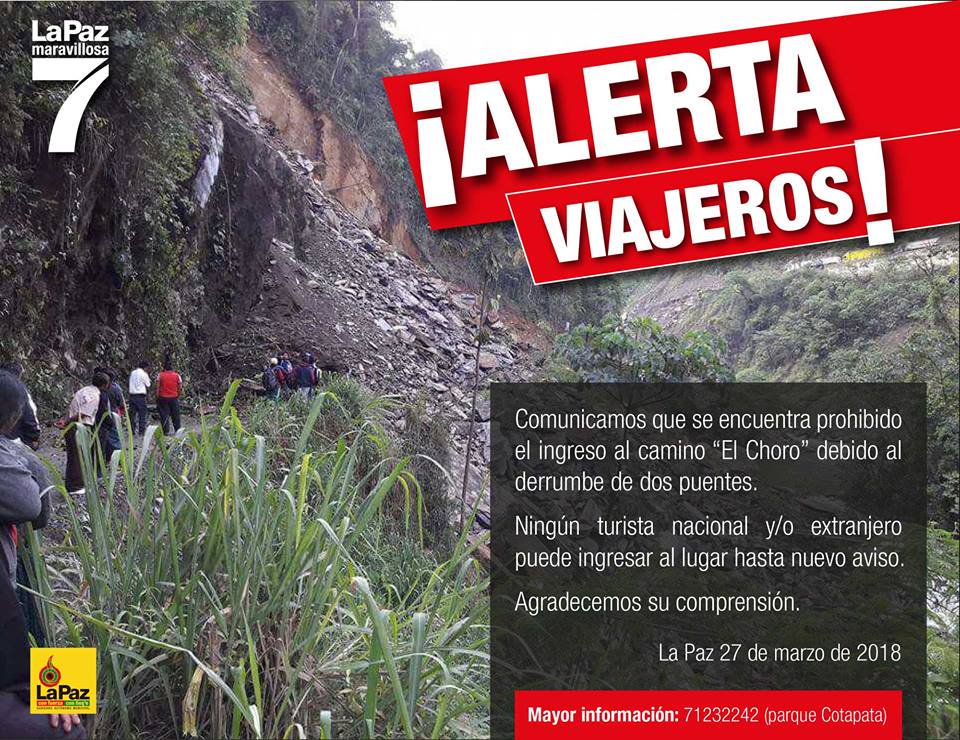 LaPaz
maravillosa
7
¡ALERTA
VIAJEROS!
Comunicamos que se encuentra prohibido
el ingreso al camino “El Choro” debido al
derrumbe de dos puentes.
Ningún turista nacional y/o extranjero
puede ingresar al lugar hasta nuevo aviso.
Agradecemos su comprensión.
La Paz 27 de marzo de 2018
LaPaz
Mayor información: 71232242 (parque Cotapata)